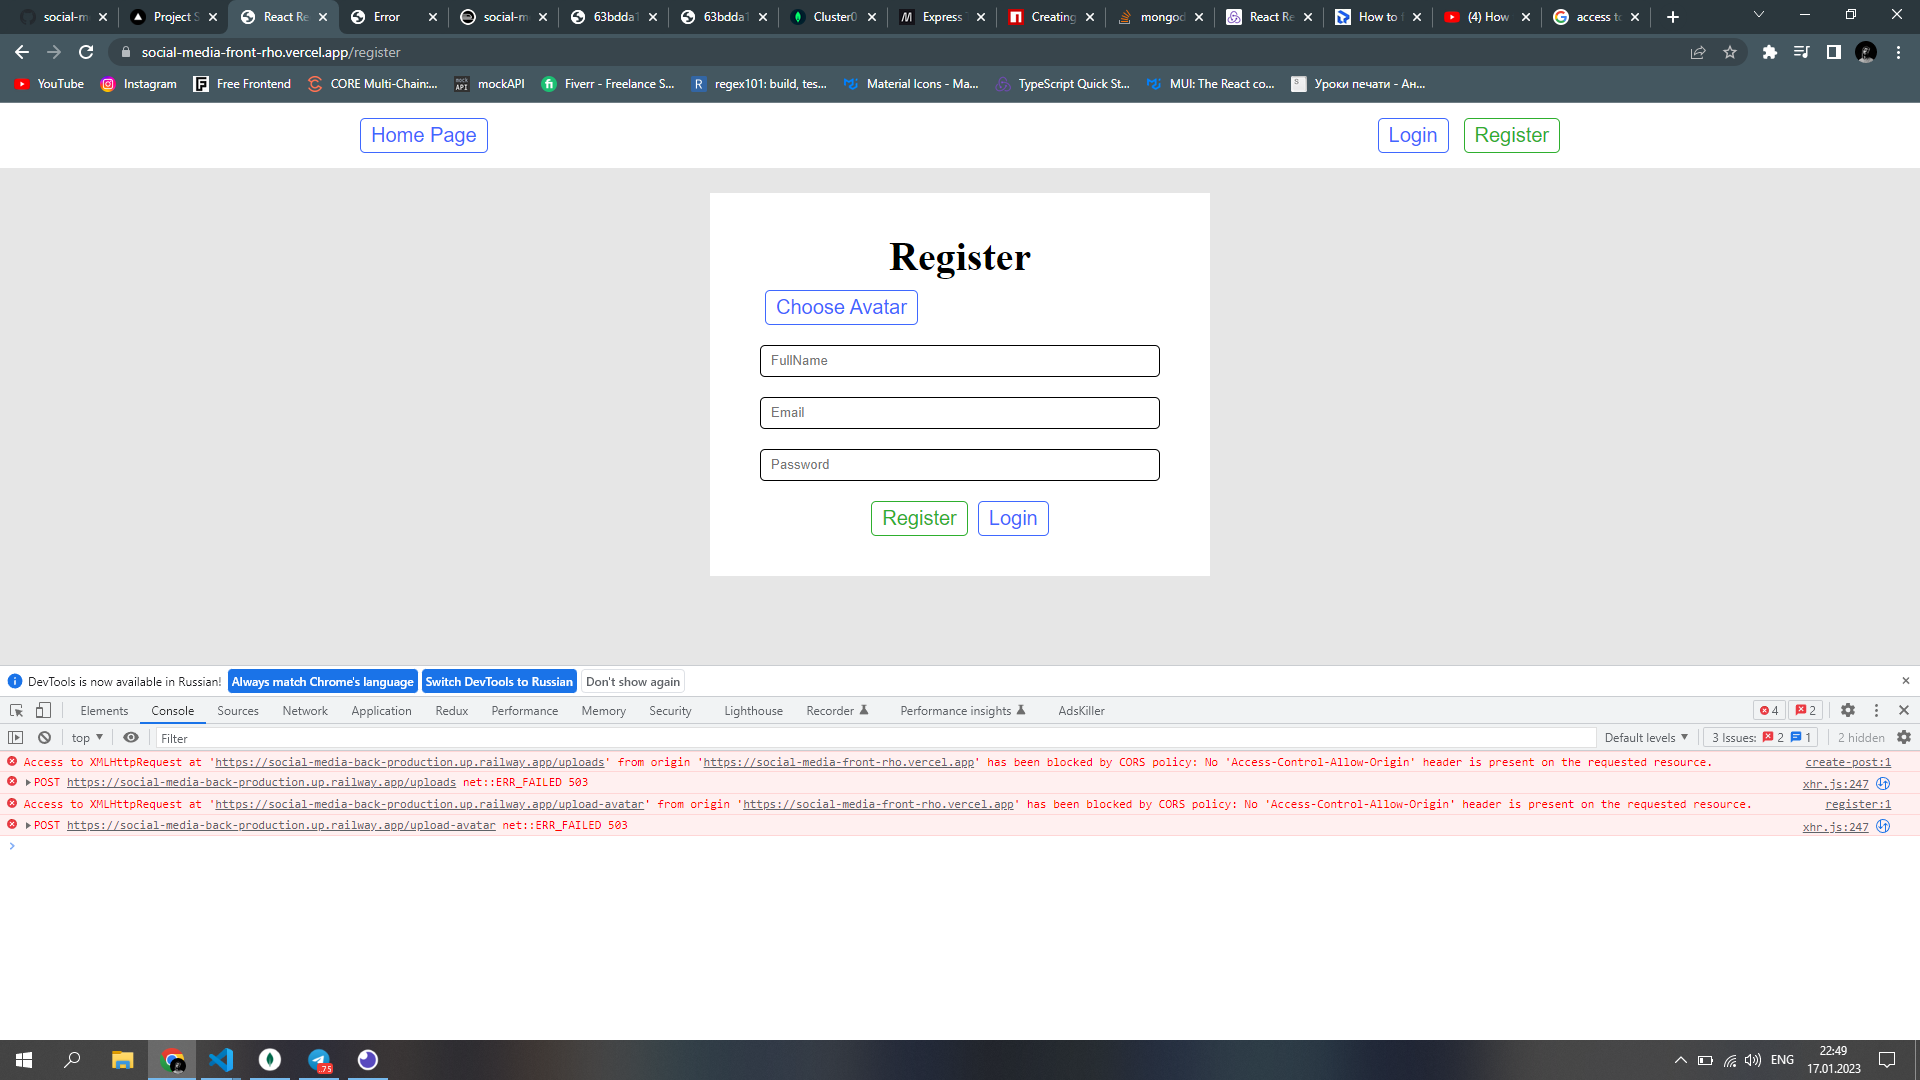 social-m
Project S
React Re
Error
social-m
63bdda1
63bdda1
Cluster0
Express
Creating
mongod
React Re
How to f
(4) How
access to
social-media-front-rho.vercel.app/register
YouTube
Instagram
Free Frontend
CORE Multi-Chain:...
mockAPI
Fiverr - Freelance S...
regex101: build, tes...
Material Icons - Ma...
TypeScript Quick St...
MUI: The React co...
Уроки печати - Ан...
Home Page
Login
Register
Register
Choose Avatar
FullName
Email
Password
Register
Login
DevTools is now available in Russian!
Always match Chrome's language
Switch DevTools to Russian
Don't show again
Elements
Console
Sources
Network
Application
Redux
Performance
Memory
Security
Lighthouse
Recorder
Performance insights
AdsKiller
4
2
top
Filter
Default levels
3 Issues: 2 1
2 hidden
Access to XMLHttpRequest at 'https://social-media-back-production.up.railway.app/uploads' from origin 'https://social-media-front-rho.vercel.app' has been blocked by CORS policy: No 'Access-Control-Allow-Origin' header is present on the requested resource.
create-post:1
POST https://social-media-back-production.up.railway.app/uploads net::ERR_FAILED 503
xhr.js:247
Access to XMLHttpRequest at 'https://social-media-back-production.up.railway.app/upload-avatar' from origin 'https://social-media-front-rho.vercel.app' has been blocked by CORS policy: No 'Access-Control-Allow-Origin' header is present on the requested resource.
register:1
POST https://social-media-back-production.up.railway.app/upload-avatar net::ERR_FAILED 503
xhr.js:247
75
ENG
22:49
17.01.2023